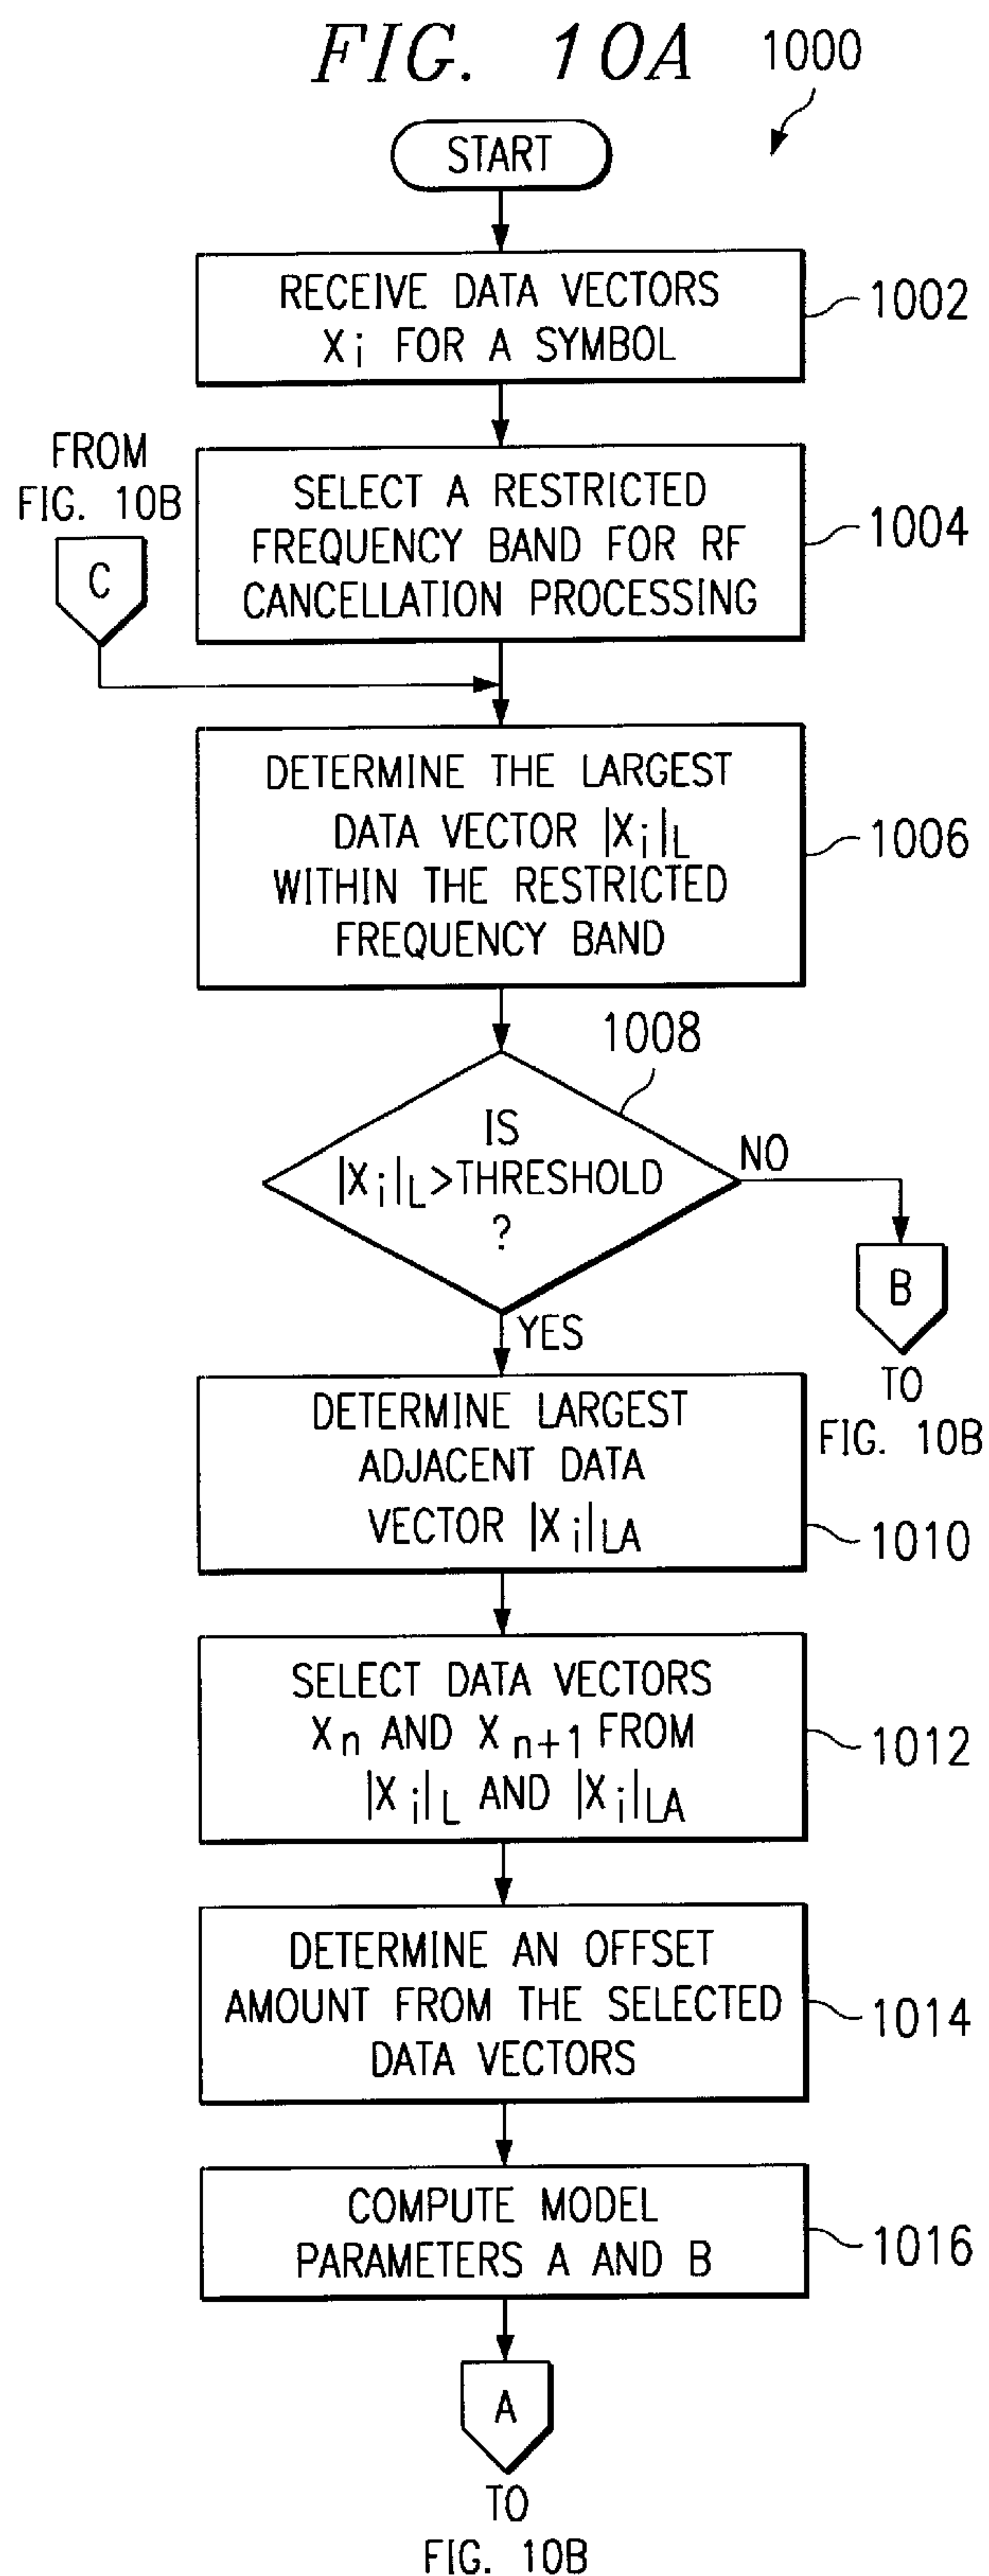 FIG. 10A
1000
START
RECEIVE DATA VECTORS
Xi FOR A SYMBOL
1002
FROM
FIG. 10B
C
SELECT A RESTRICTED
FREQUENCY BAND FOR RF
CANCELLATION PROCESSING
1004
DETERMINE THE LARGEST
DATA VECTOR |Xi|L
WITHIN THE RESTRICTED
FREQUENCY BAND
1006
1008
IS
|Xi|L>THRESHOLD
?
NO
B
TO
FIG. 10B
YES
DETERMINE LARGEST
ADJACENT DATA
VECTOR |Xi|LA
1010
SELECT DATA VECTORS
Xn AND Xn+1 FROM
|Xi|L AND |Xi|LA
1012
DETERMINE AN OFFSET
AMOUNT FROM THE SELECTED
DATA VECTORS
1014
COMPUTE MODEL
PARAMETERS A AND B
1016
A
TO
FIG. 10B